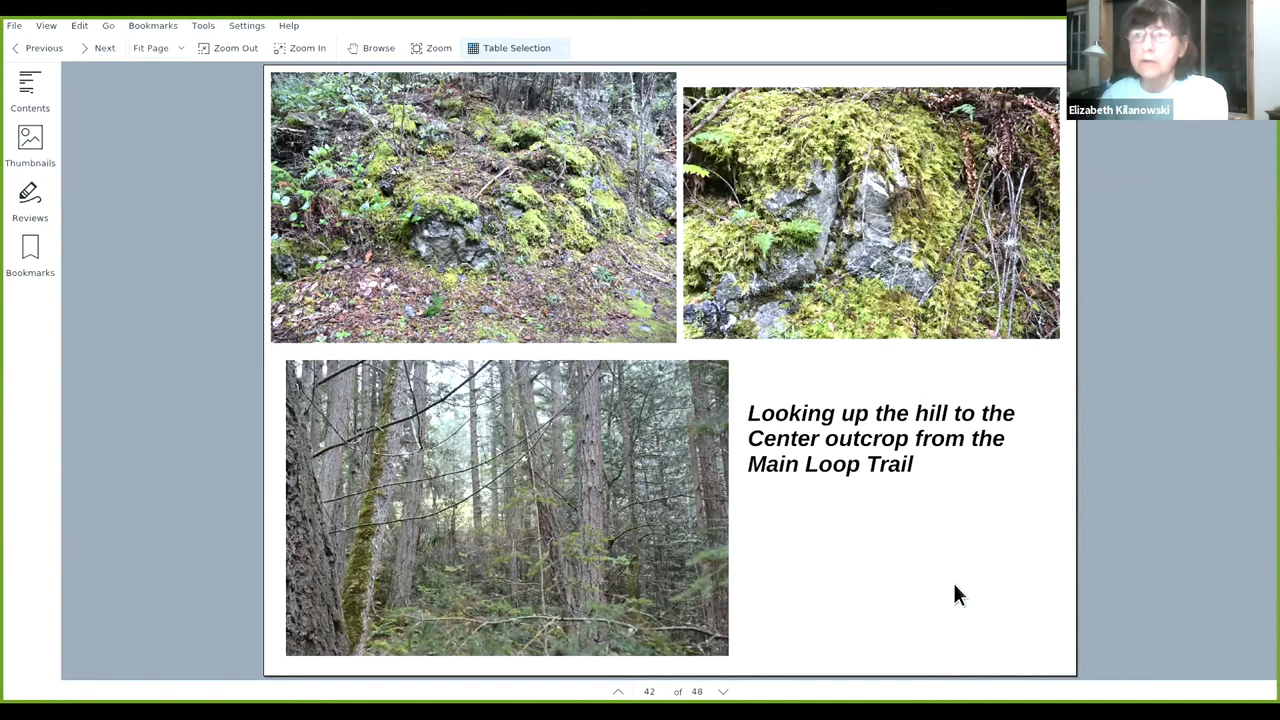 File View Edit Go Bookmarks Tools Settings Help
Previous Next Fit Page Zoom Out Zoom In Browse Zoom Table Selection
Elizabeth Kilanowski
Contents
Thumbnails
Reviews
Bookmarks
Looking up the hill to the
Center outcrop from the
Main Loop Trail
42 of 48